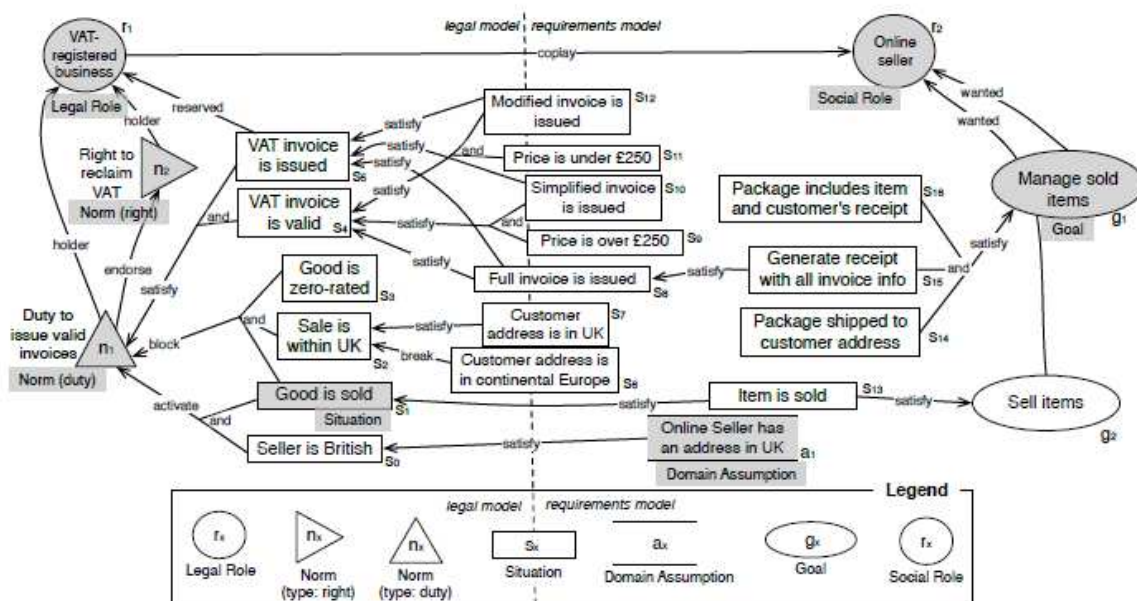 legal model requirements model
r₁
VAT-
registered
business
Legal Role
coplay
r₂
Online
seller
Social Role
reserved
holder
wanted
wanted
Right to
reclaim
VAT
n₂
Norm (right)
VAT invoice
is issued
S₅
satisfy
satisfy
satisfy
and
Modified invoice is
issued
S₁₂
Price is under £250
S₁₁
Simplified invoice
is issued
S₁₀
and
Price is over £250
S₉
VAT invoice
is valid
S₄
and
satisfy
satisfy
Full invoice is issued
S₈
satisfy
Package includes item
and customer's receipt
S₁₆
Generate receipt
with all invoice info
S₁₅
and
satisfy
Package shipped to
customer address
S₁₄
Manage sold
items
g₁
Goal
holder
endorse
satisfy
Duty to
issue valid
invoices
n₁
Norm (duty)
block
and
Good is
zero-rated
S₃
Sale is
within UK
S₂
satisfy
Customer
address is in UK
S₇
break
Customer address is
in continental Europe
S₆
activate
and
Good is sold
S₁
Situation
satisfy
Item is sold
S₁₃
satisfy
Sell items
g₂
Seller is British
S₀
satisfy
Online Seller has
an address in UK
a₁
Domain Assumption
Legend
legal model requirements model
rₓ
Legal Role
nₓ
Norm
(type: right)
nₓ
Norm
(type: duty)
sₓ
Situation
aₓ
Domain Assumption
gₓ
Goal
rₓ
Social Role